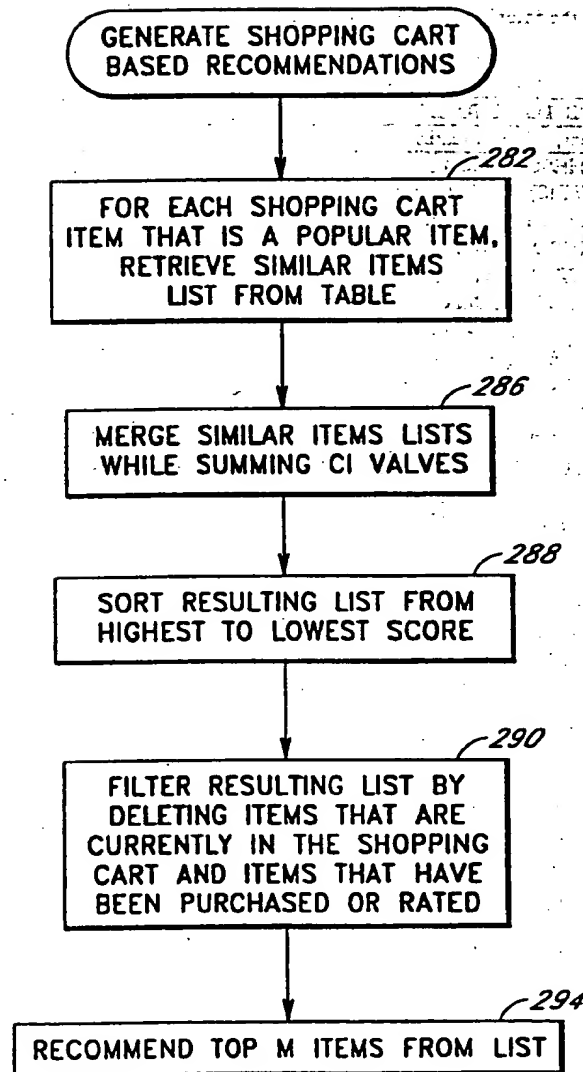 GENERATE SHOPPING CART
BASED RECOMMENDATIONS
282
FOR EACH SHOPPING CART
ITEM THAT IS A POPULAR ITEM,
RETRIEVE SIMILAR ITEMS
LIST FROM TABLE
286
MERGE SIMILAR ITEMS LISTS
WHILE SUMMING CI VALVES
288
SORT RESULTING LIST FROM
HIGHEST TO LOWEST SCORE
290
FILTER RESULTING LIST BY
DELETING ITEMS THAT ARE
CURRENTLY IN THE SHOPPING
CART AND ITEMS THAT HAVE
BEEN PURCHASED OR RATED
294
RECOMMEND TOP M ITEMS FROM LIST